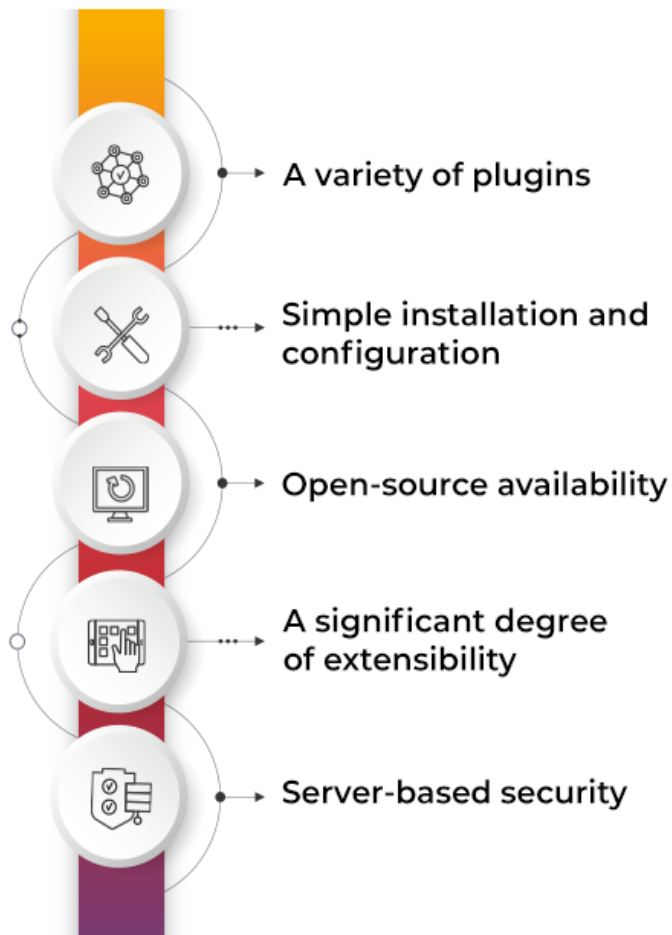 A variety of plugins
Simple installation and
configuration
Open-source availability
A significant degree
of extensibility
Server-based security